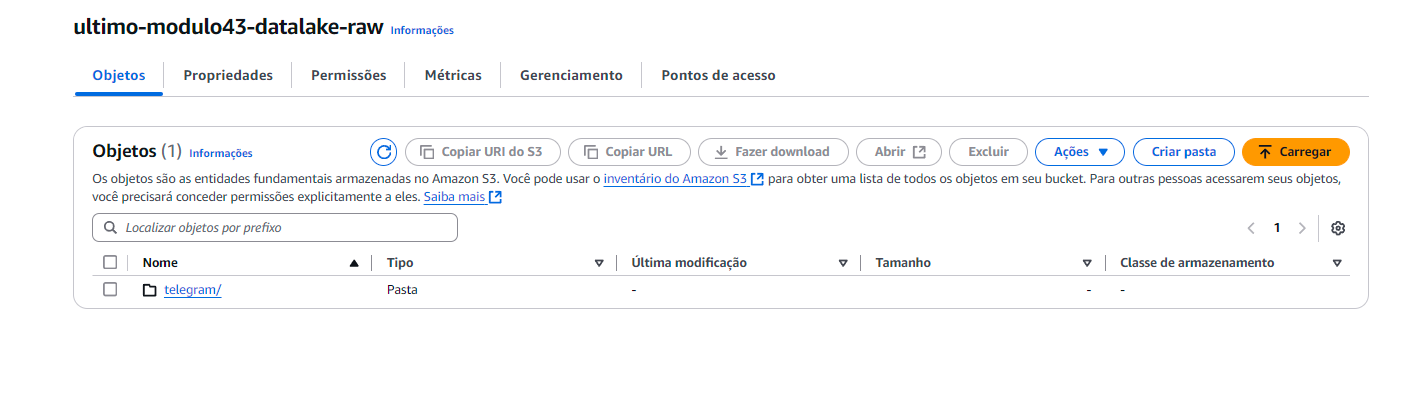 ultimo-modulo43-datalake-raw Informações
Objetos Propriedades Permissões Métricas Gerenciamento Pontos de acesso
Objetos (1) Informações Copiar URI do S3 Copiar URL Fazer download Abrir Excluir Ações Criar pasta Carregar
Os objetos são as entidades fundamentais armazenadas no Amazon S3. Você pode usar o inventário do Amazon S3 para obter uma lista de todos os objetos em seu bucket. Para outras pessoas acessarem seus objetos,
você precisará conceder permissões explicitamente a eles. Saiba mais
Localizar objetos por prefixo 1
Nome Tipo Última modificação Tamanho Classe de armazenamento
telegram/ Pasta - - -